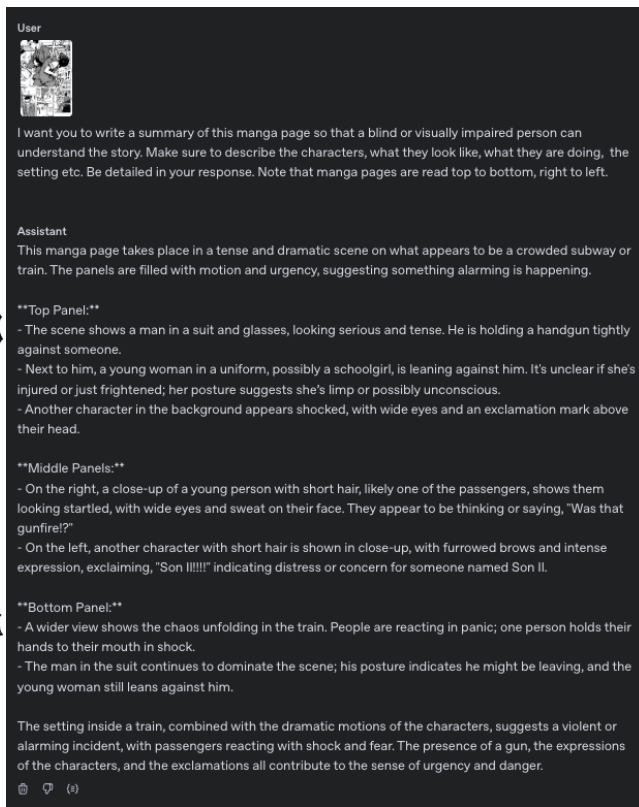 User
I want you to write a summary of this manga page so that a blind or visually impaired person can
understand the story. Make sure to describe the characters, what they look like, what they are doing,  the
setting etc. Be detailed in your response. Note that manga pages are read top to bottom, right to left.
Assistant
This manga page takes place in a tense and dramatic scene on what appears to be a crowded subway or
train. The panels are filled with motion and urgency, suggesting something alarming is happening.
**Top Panel:**
- The scene shows a man in a suit and glasses, looking serious and tense. He is holding a handgun tightly
against someone.
- Next to him, a young woman in a uniform, possibly a schoolgirl, is leaning against him. It's unclear if she's
injured or just frightened; her posture suggests she's limp or possibly unconscious.
- Another character in the background appears shocked, with wide eyes and an exclamation mark above
their head.
**Middle Panels:**
- On the right, a close-up of a young person with short hair, likely one of the passengers, shows them
looking startled, with wide eyes and sweat on their face. They appear to be thinking or saying, "Was that
gunfire!?"
- On the left, another character with short hair is shown in close-up, with furrowed brows and intense
expression, exclaiming, "Son II!!!!" indicating distress or concern for someone named Son II.
**Bottom Panel:**
- A wider view shows the chaos unfolding in the train. People are reacting in panic; one person holds their
hands to their mouth in shock.
- The man in the suit continues to dominate the scene; his posture indicates he might be leaving, and the
young woman still leans against him.
The setting inside a train, combined with the dramatic motions of the characters, suggests a violent or
alarming incident, with passengers reacting with shock and fear. The presence of a gun, the expressions
of the characters, and the exclamations all contribute to the sense of urgency and danger.